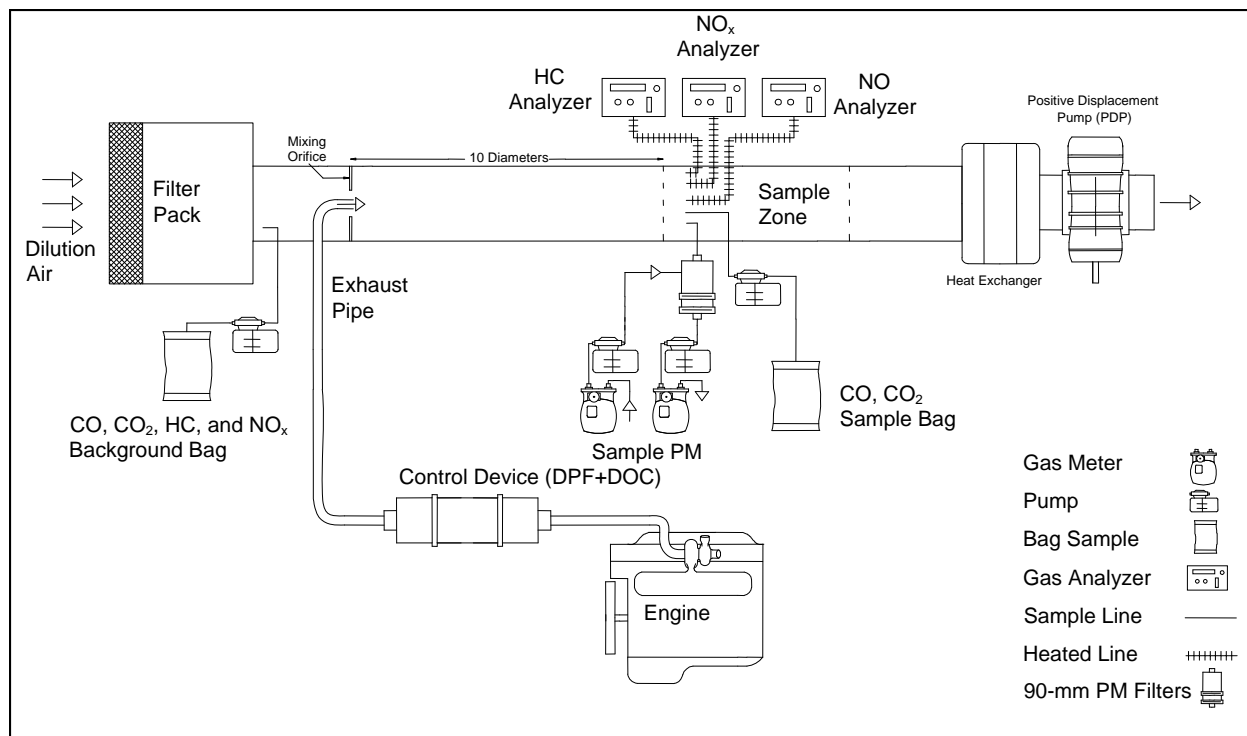 NOx
Analyzer
HC
Analyzer
NO
Analyzer
Positive Displacement
Pump (PDP)
Mixing
Orifice
10 Diameters
Filter
Pack
Sample
Zone
Dilution
Air
Heat Exchanger
Exhaust
Pipe
CO, CO2, HC, and NOx
Background Bag
CO, CO2
Sample Bag
Sample PM
Control Device (DPF+DOC)
Engine
Gas Meter
Pump
Bag Sample
Gas Analyzer
Sample Line
Heated Line
90-mm PM Filters